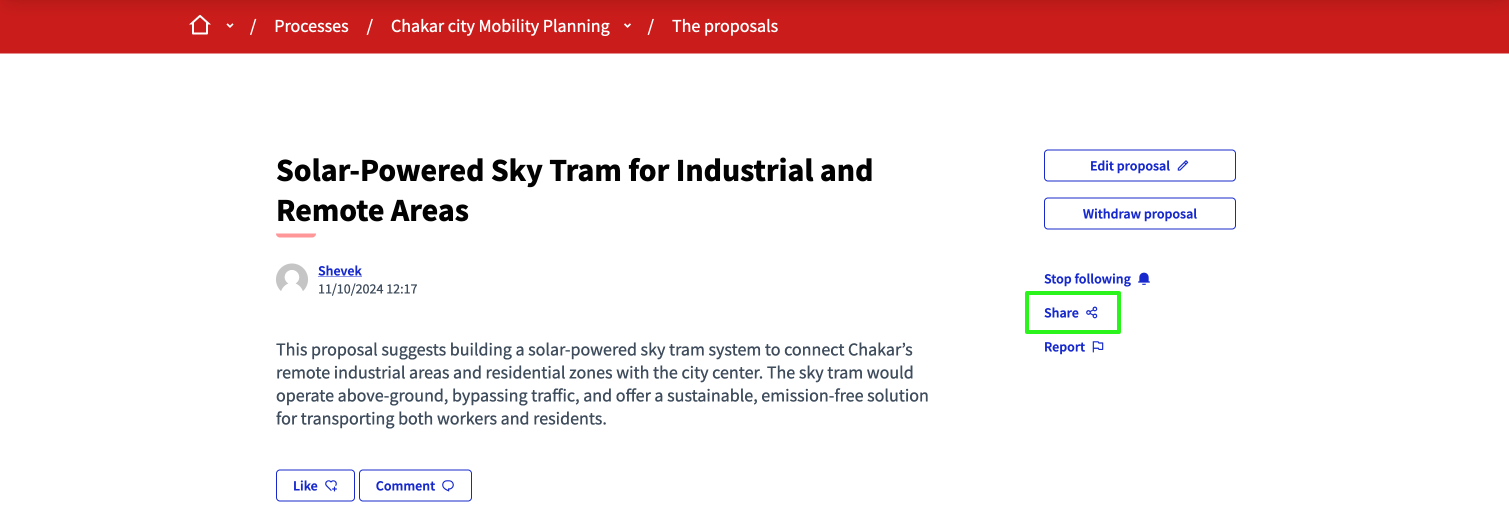 / Processes / Chakar city Mobility Planning / The proposals
Solar-Powered Sky Tram for Industrial and
Remote Areas
Shevek
11/10/2024 12:17
This proposal suggests building a solar-powered sky tram system to connect Chakar’s
remote industrial areas and residential zones with the city center. The sky tram would
operate above-ground, bypassing traffic, and offer a sustainable, emission-free solution
for transporting both workers and residents.
Like
Comment
Edit proposal
Withdraw proposal
Stop following
Share
Report